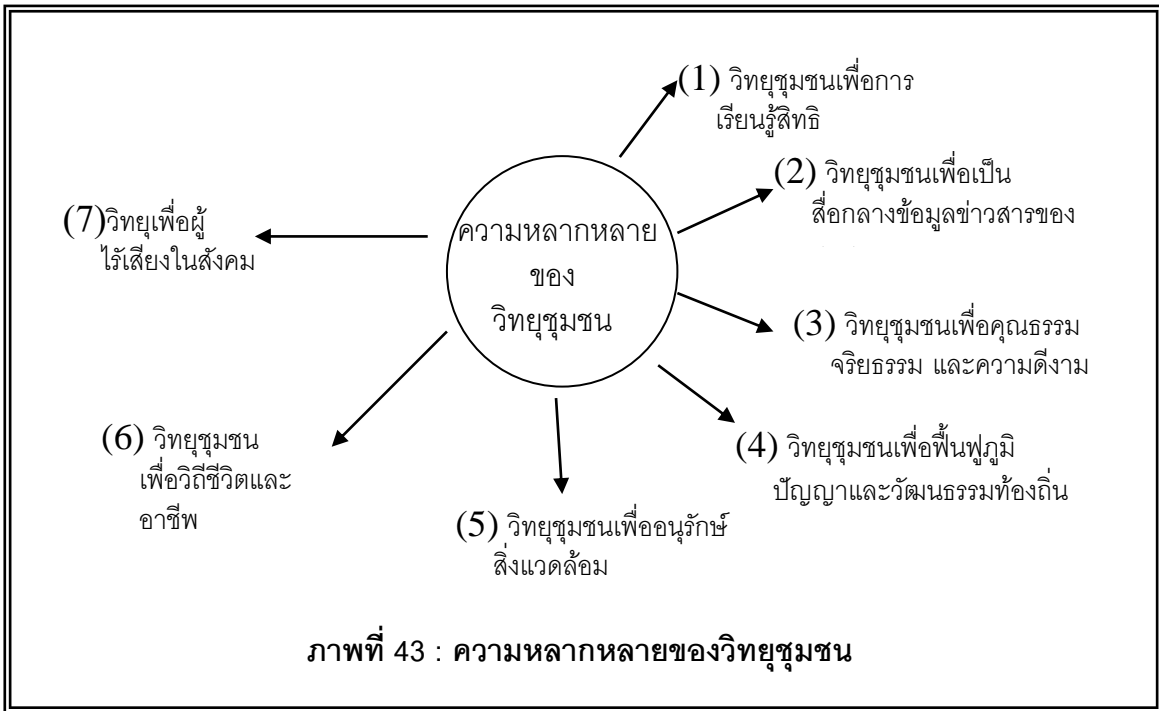 ความหลากหลาย
ของ
วิทยุชุมชน
(1) วิทยุชุมชนเพื่อการ
เรียนรู้สิทธิ
(2) วิทยุชุมชนเพื่อเป็น
สื่อกลางข้อมูลข่าวสารของ
(3) วิทยุชุมชนเพื่อคุณธรรม
จริยธรรม และความดีงาม
(4) วิทยุชุมชนเพื่อฟื้นฟูภูมิ
ปัญญาและวัฒนธรรมท้องถิ่น
(5) วิทยุชุมชนเพื่ออนุรักษ์
สิ่งแวดล้อม
(6) วิทยุชุมชน
เพื่อวิถีชีวิตและ
อาชีพ
(7)วิทยุเพื่อผู้
ไร้เสียงในสังคม
ภาพที่ 43 : ความหลากหลายของวิทยุชุมชน